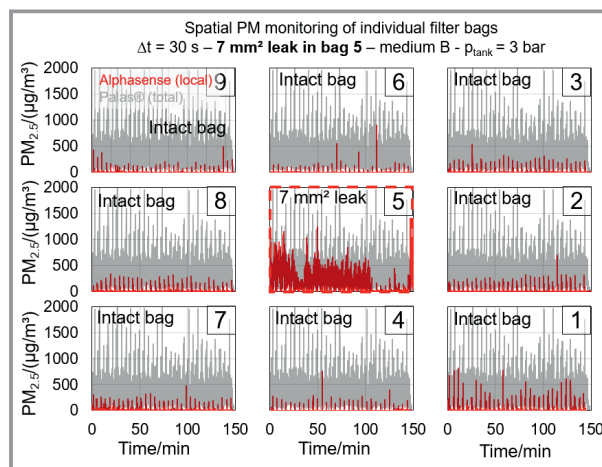 Spatial PM monitoring of individual filter bags
Δt = 30 s – 7 mm² leak in bag 5 – medium B - ptank = 3 bar
PM2.5/(µg/m³)
2000
1500
1000
500
0
Alphasense (local)
Palas® (total)
9
Intact bag
Intact bag
6
Intact bag
3
PM2.5/(µg/m³)
2000
1500
1000
500
0
Intact bag
8
7 mm² leak
5
Intact bag
2
PM2.5/(µg/m³)
2000
1500
1000
500
0
Intact bag
7
Intact bag
4
Intact bag
1
0 50 100 150
0 50 100 150
0 50 100 150
Time/min
Time/min
Time/min